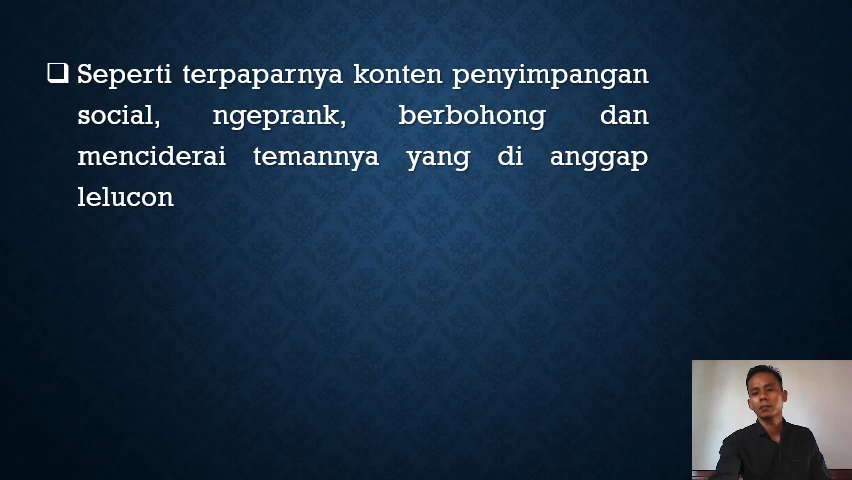 Seperti terpaparnya konten penyimpangan
social, ngeprank, berbohong dan
menciderai temannya yang di anggap
lelucon